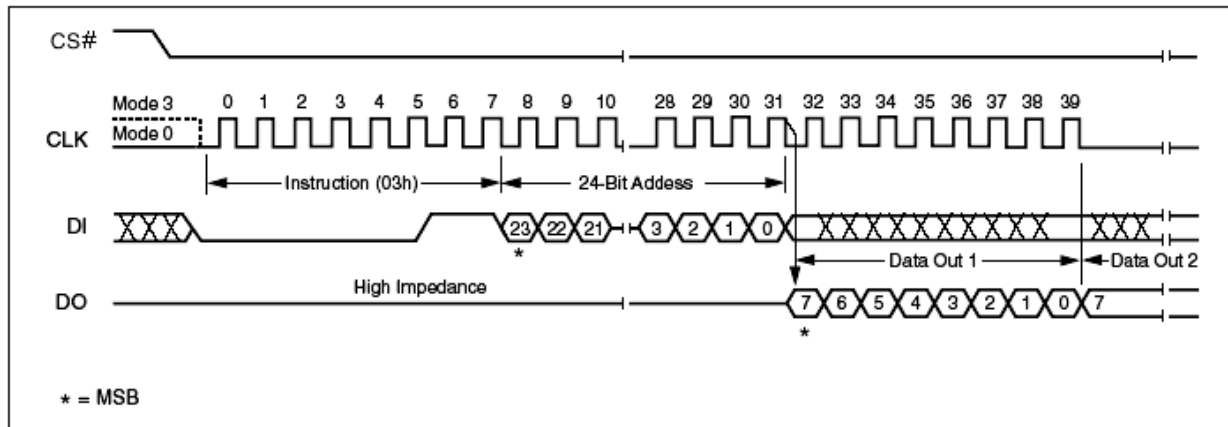 CS#
Mode 3 0 1 2 3 4 5 6 7 8 9 10 28 29 30 31 32 33 34 35 36 37 38 39
CLK Mode 0
Instruction (03h) 24-Bit Addess
DI 23 22 21 3 2 1 0
* Data Out 1 Data Out 2
High Impedance
DO 7 6 5 4 3 2 1 0 7
*
* = MSB